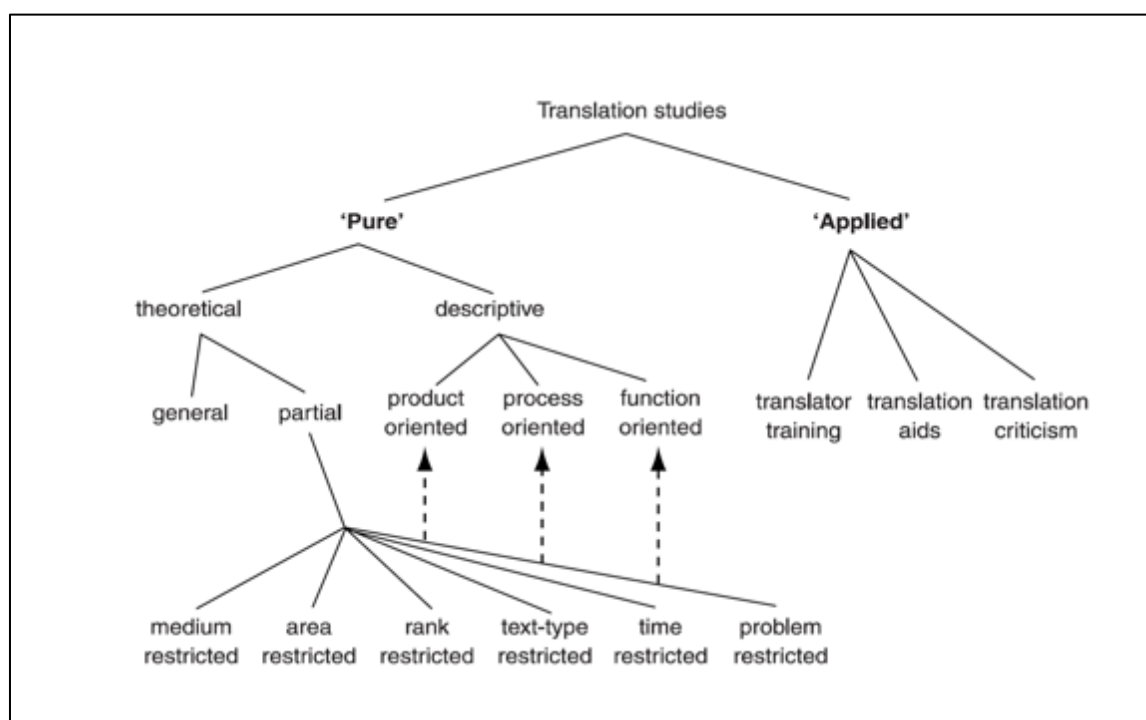 Translation studies
‘Pure’
‘Applied’
theoretical
descriptive
general
partial
product
oriented
process
oriented
function
oriented
translator
training
translation
aids
translation
criticism
medium
restricted
area
restricted
rank
restricted
text-type
restricted
time
restricted
problem
restricted